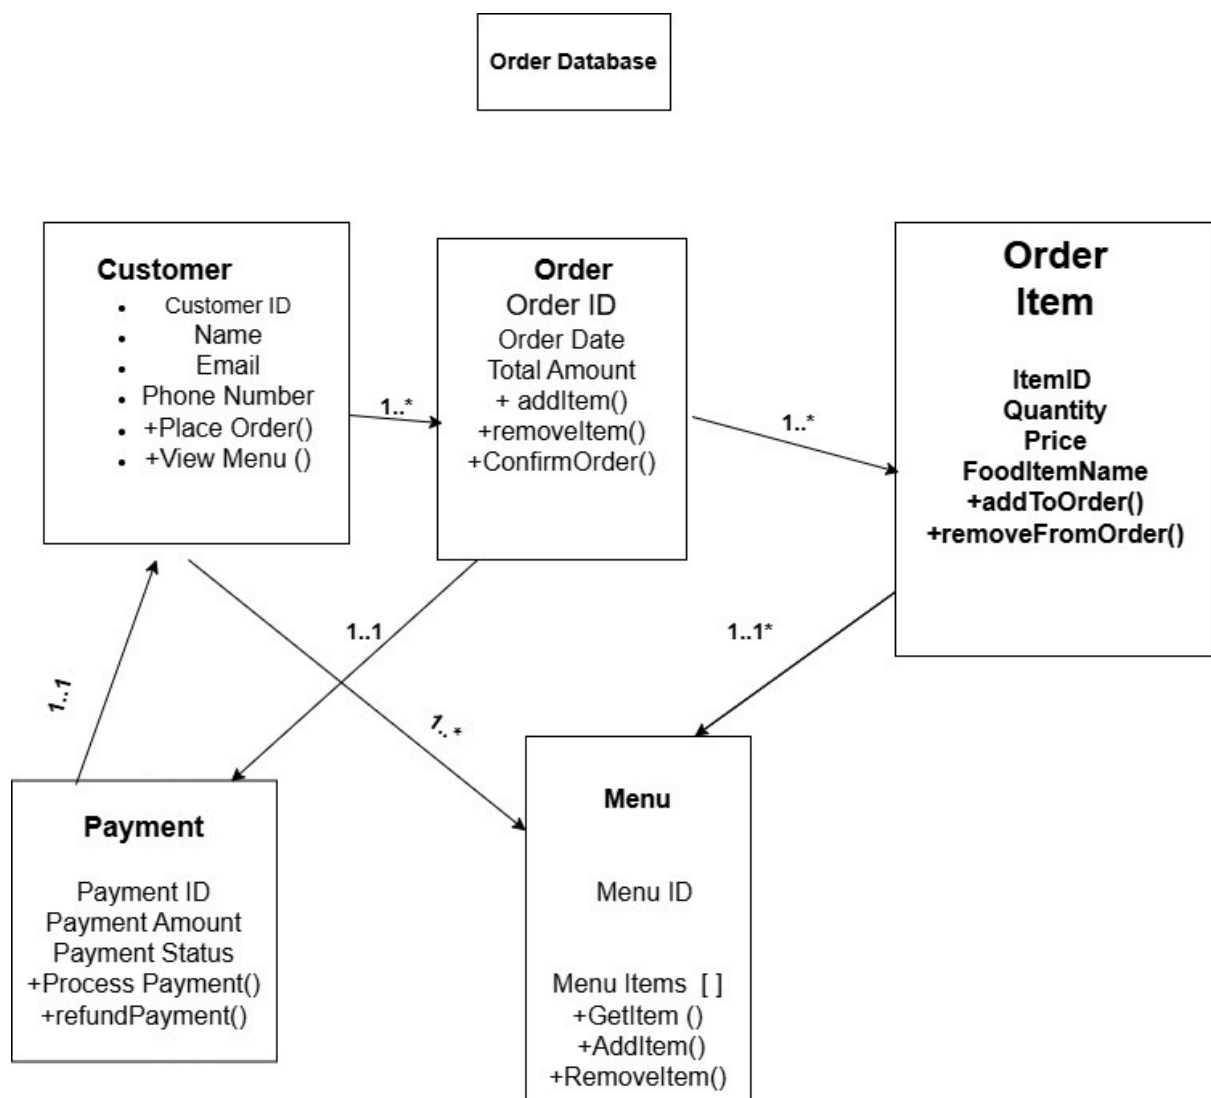 Order Database
Customer
Customer ID
Name
Email
Phone Number
+Place Order()
+View Menu ()
1..*
Order
Order ID
Order Date
Total Amount
+ addItem()
+removeItem()
+ConfirmOrder()
1..*
Order
Item
ItemID
Quantity
Price
FoodItemName
+addToOrder()
+removeFromOrder()
1..1
1..1
1..*
1..1*
Payment
Payment ID
Payment Amount
Payment Status
+Process Payment()
+refundPayment()
Menu
Menu ID
Menu Items [ ]
+GetItem ()
+AddItem()
+RemoveItem()